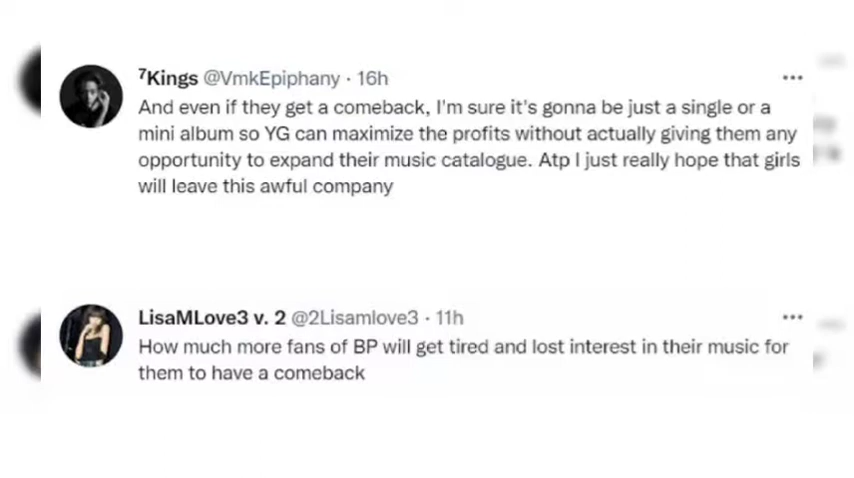 ⁷Kings @VmkEpiphany · 16h
And even if they get a comeback, I'm sure it's gonna be just a single or a
mini album so YG can maximize the profits without actually giving them any
opportunity to expand their music catalogue. Atp I just really hope that girls
will leave this awful company
LisaMLove3 v. 2 @2Lisamlove3 · 11h
How much more fans of BP will get tired and lost interest in their music for
them to have a comeback